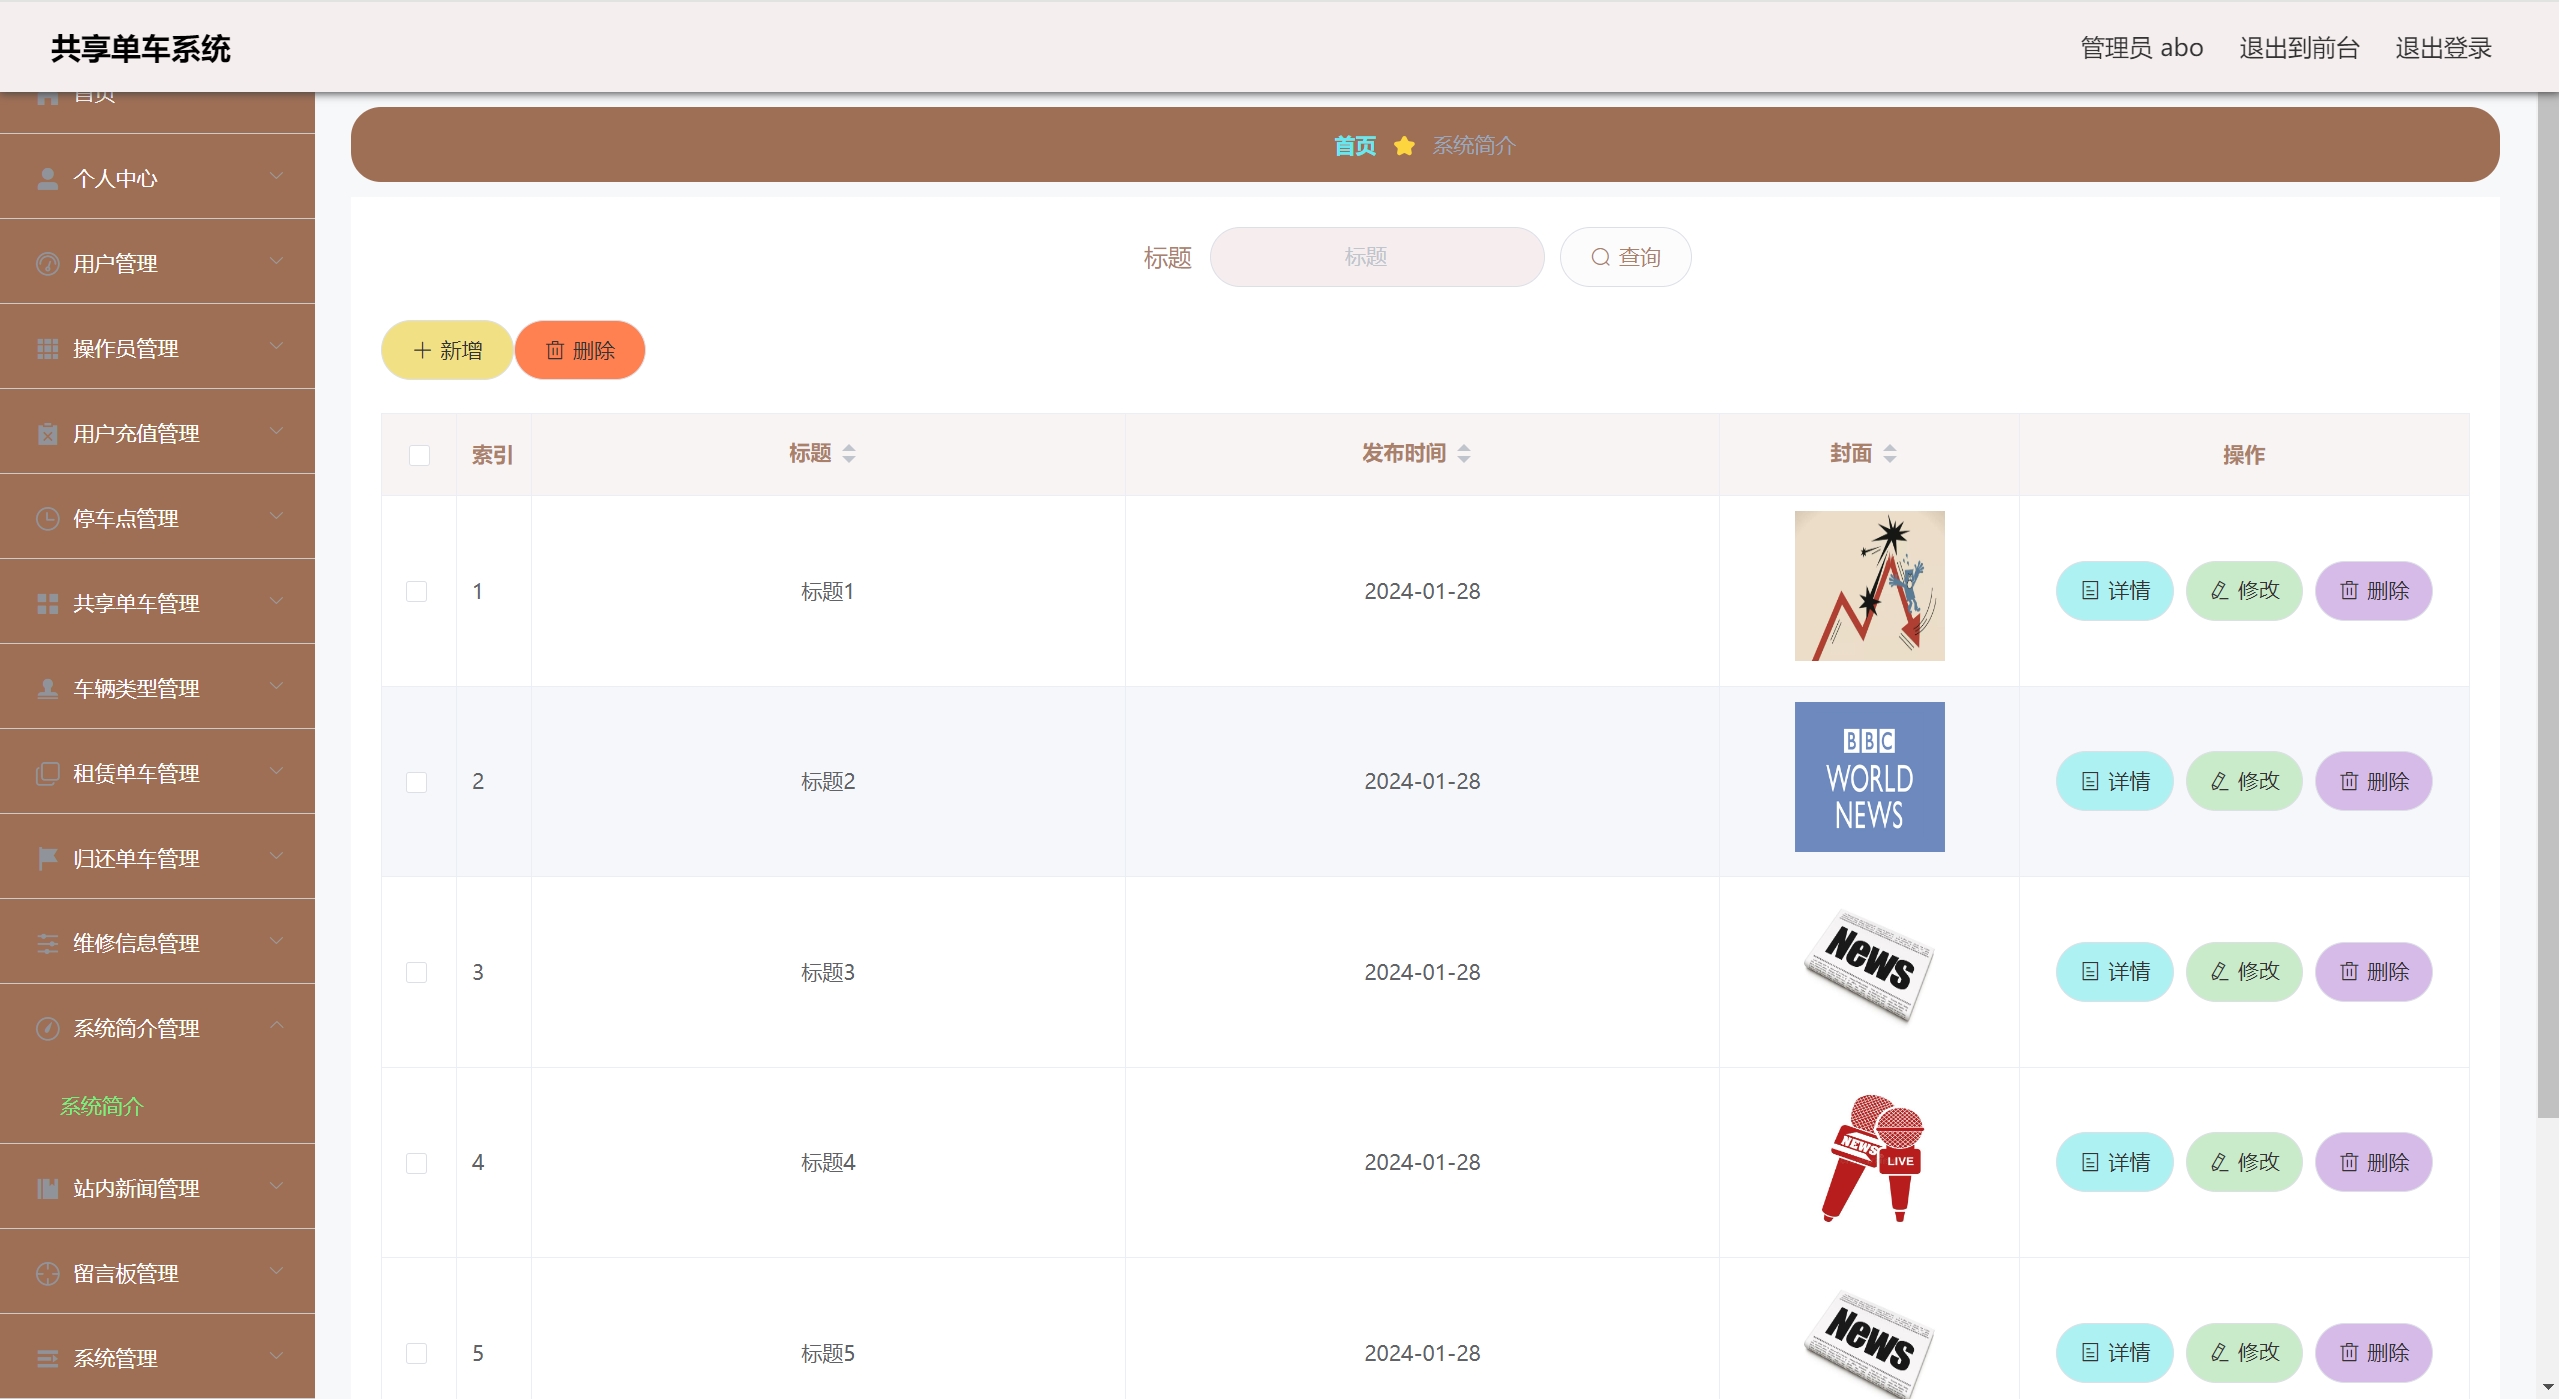 共享单车系统
管理员 abo 退出到前台 退出登录
首页
个人中心
用户管理
操作员管理
用户充值管理
停车点管理
共享单车管理
车辆类型管理
租赁单车管理
归还单车管理
维修信息管理
系统简介管理
系统简介
站内新闻管理
留言板管理
系统管理
首页 系统简介
标题 标题 查询
新增 删除
索引 标题 发布时间 封面 操作
1 标题1 2024-01-28 详情 修改 删除
2 标题2 2024-01-28 BBC WORLD NEWS 详情 修改 删除
3 标题3 2024-01-28 News 详情 修改 删除
4 标题4 2024-01-28 NEWS LIVE 详情 修改 删除
5 标题5 2024-01-28 News 详情 修改 删除